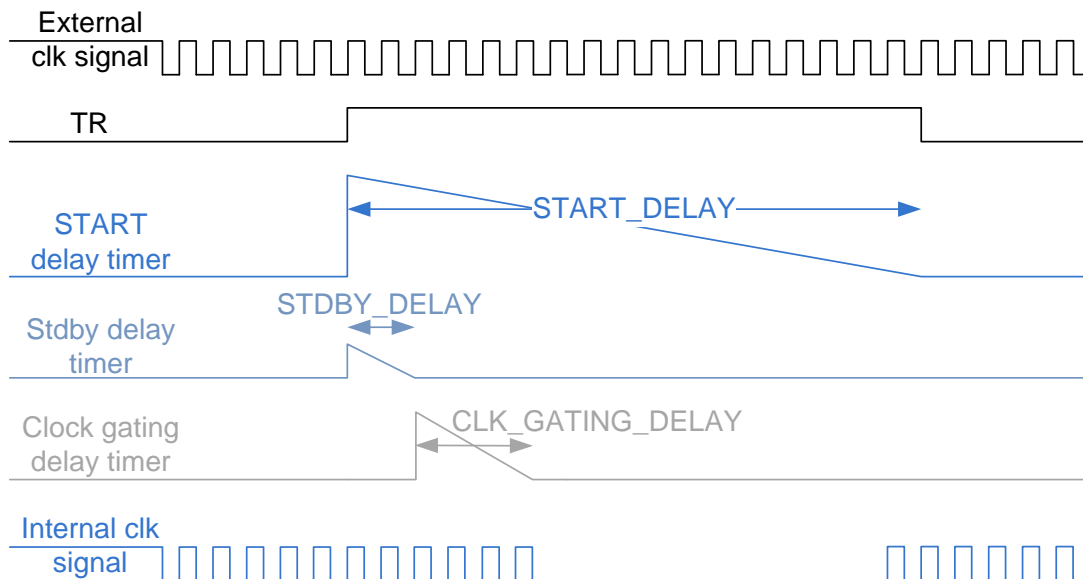 External
clk signal
TR
START_DELAY
START
delay timer
STDBY_DELAY
Stdby delay
timer
CLK_GATING_DELAY
Clock gating
delay timer
Internal clk
signal